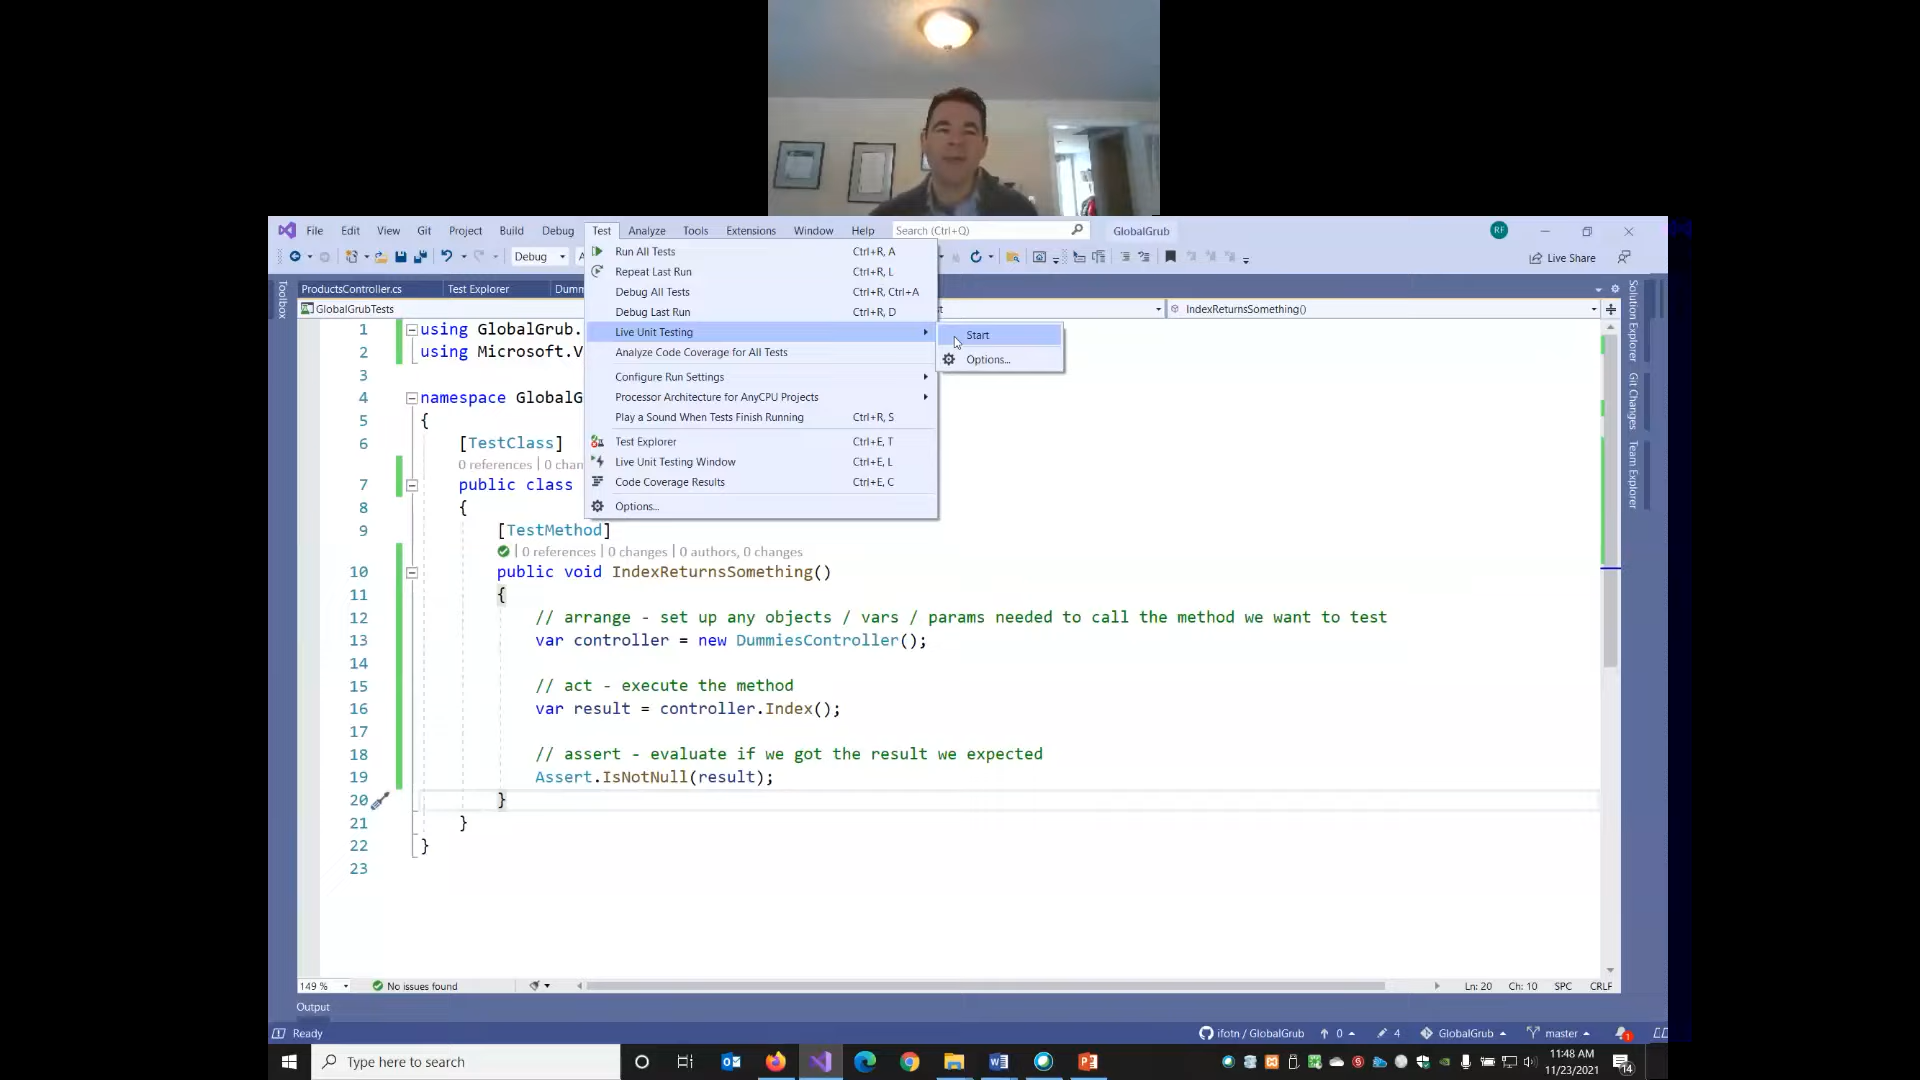 File Edit View Git Project Build Debug Test Analyze Tools Extensions Window Help Search (Ctrl+Q) GlobalGrub RF
Debug Live Share
ProductsController.cs Test Explorer Dumm
GlobalGrubTests IndexReturnsSomething()
Run All Tests Ctrl+R, A
Repeat Last Run Ctrl+R, L
Debug All Tests Ctrl+R, Ctrl+A
Debug Last Run Ctrl+R, D
Live Unit Testing
Analyze Code Coverage for All Tests
Configure Run Settings
Processor Architecture for AnyCPU Projects
Play a Sound When Tests Finish Running Ctrl+R, S
Test Explorer Ctrl+E, T
Live Unit Testing Window Ctrl+E, L
Code Coverage Results Ctrl+E, C
Options...
Start
Options...
Toolbox
Solution Explorer
Git Changes
Team Explorer
1 using GlobalGrub.
2 using Microsoft.V
3
4 namespace GlobalG
5 {
6 [TestClass]
0 references | 0 chan
7 public class
8 {
9 [TestMethod]
| 0 references | 0 changes | 0 authors, 0 changes
10 public void IndexReturnsSomething()
11 {
12 // arrange - set up any objects / vars / params needed to call the method we want to test
13 var controller = new DummiesController();
14
15 // act - execute the method
16 var result = controller.Index();
17
18 // assert - evaluate if we got the result we expected
19 Assert.IsNotNull(result);
20 }
21 }
22 }
23
149 % No issues found Ln: 20 Ch: 10 SPC CRLF
Output
Ready ifotn / GlobalGrub 0 4 GlobalGrub master 1
Type here to search 11:48 AM
11/23/2021 14